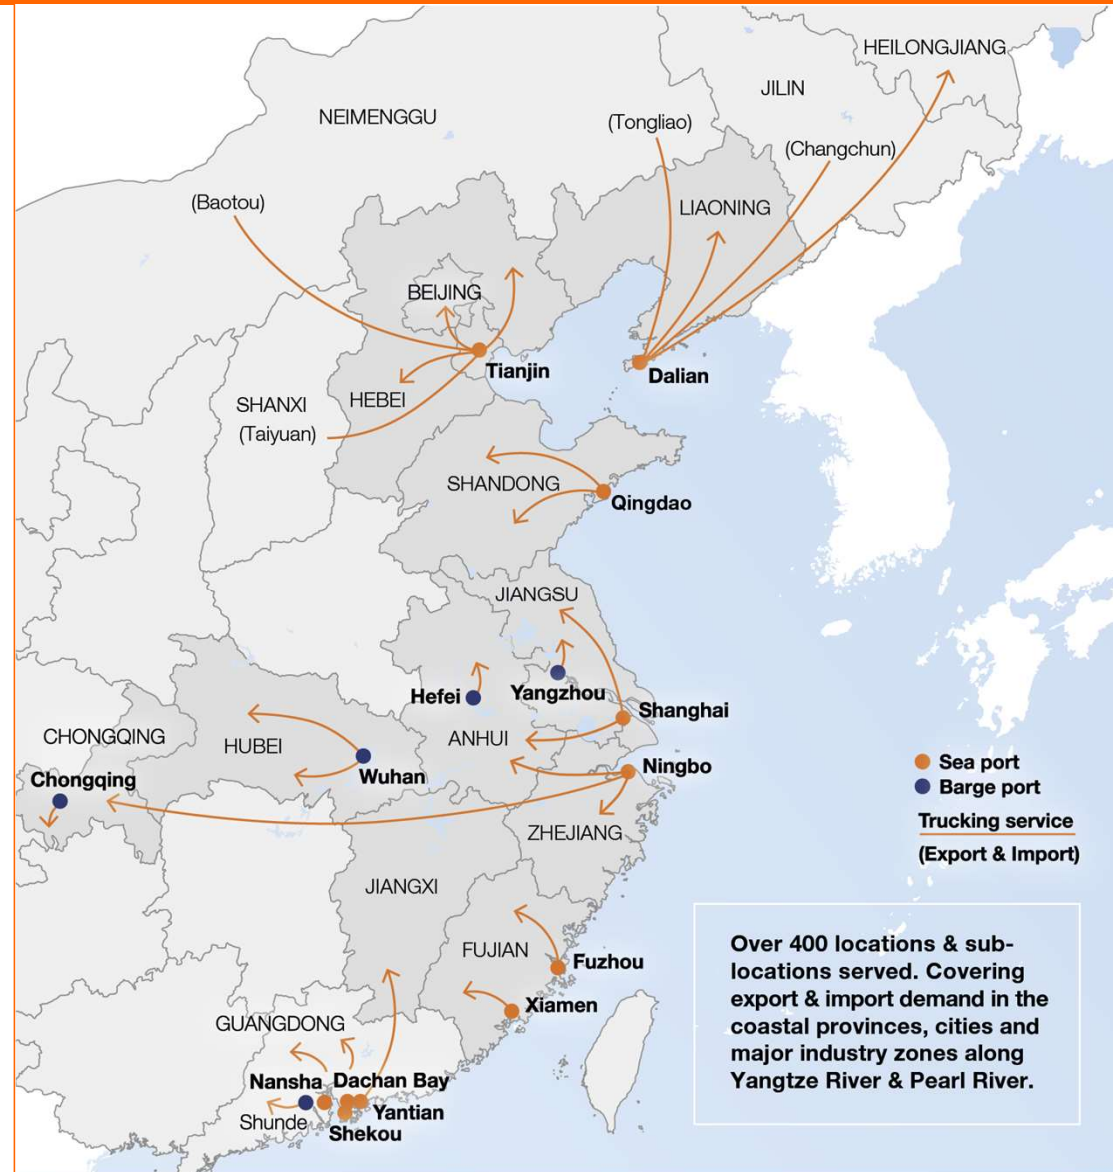 HEILONGJIANG
JILIN
NEIMENGGU
(Tongliao)
(Changchun)
(Baotou)
LIAONING
BEIJING
Tianjin
Dalian
SHANXI
(Taiyuan)
HEBEI
SHANDONG
Qingdao
JIANGSU
Hefei
Yangzhou
Shanghai
CHONGQING
HUBEI
ANHUI
Chongqing
Wuhan
Ningbo
Sea port
Barge port
Trucking service
(Export & Import)
ZHEJIANG
JIANGXI
FUJIAN
Fuzhou
Xiamen
Over 400 locations & sub-
locations served. Covering
export & import demand in the
coastal provinces, cities and
major industry zones along
Yangtze River & Pearl River.
GUANGDONG
Nansha
Dachan Bay
Yantian
Shunde
Shekou